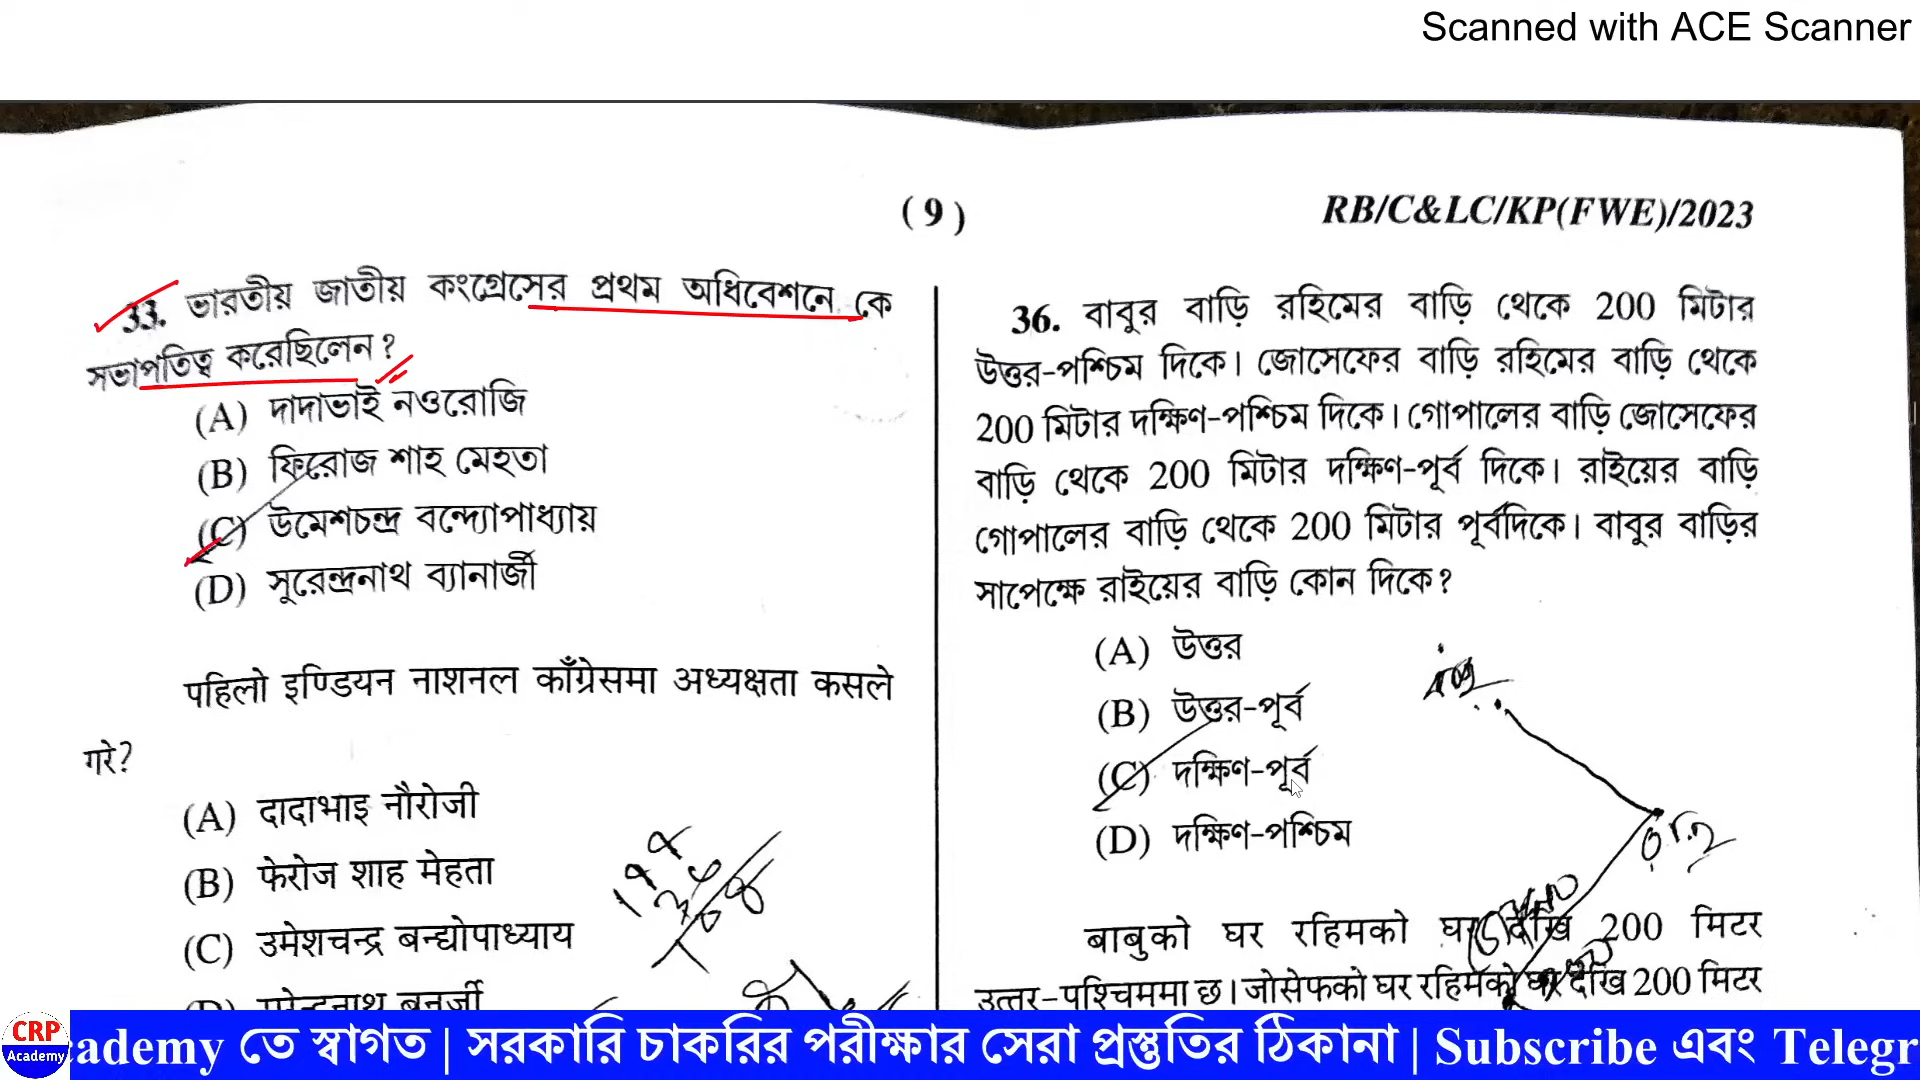 Scanned with ACE Scanner
( 9 )
RB/C&LC/KP(FWE)/2023
33. ভারতীয় জাতীয় কংগ্রেসের প্রথম অধিবেশনে কে
সভাপতিত্ব করেছিলেন ?
(A) দাদাভাই নওরোজি
(B) ফিরোজ শাহ মেহতা
(C) উমেশচন্দ্র বন্দ্যোপাধ্যায়
(D) সুরেন্দ্রনাথ ব্যানার্জী
पहिलो इण्डियन नाशनल काँग्रेसमा अध्यक्षता कसले
गरे?
(A) दादाभाइ नौरोजी
(B) फेरोज शाह मेहता
(C) उमेशचन्द्र बन्द्योपाध्याय
36. বাবুর বাড়ি রহিমের বাড়ি থেকে 200 মিটার
উত্তর-পশ্চিম দিকে। জোসেফের বাড়ি রহিমের বাড়ি থেকে
200 মিটার দক্ষিণ-পশ্চিম দিকে। গোপালের বাড়ি জোসেফের
বাড়ি থেকে 200 মিটার দক্ষিণ-পূর্ব দিকে। রাইয়ের বাড়ি
গোপালের বাড়ি থেকে 200 মিটার পূর্বদিকে। বাবুর বাড়ির
সাপেক্ষে রাইয়ের বাড়ি কোন দিকে ?
(A) উত্তর
(B) উত্তর-পূর্ব
(C) দক্ষিণ-পূর্ব
(D) দক্ষিণ-পশ্চিম
बाबुको घर रहिमको घर देखि 200 मिटर
उत्तर-पश्चिममा छ। जोसेफको घर रहिमको घर देखि 200 मिटर
CRP
Academy
ademy তে স্বাগত | সরকারি চাকরির পরীক্ষার সেরা প্রস্তুতির ঠিকানা | Subscribe এবং Telegr